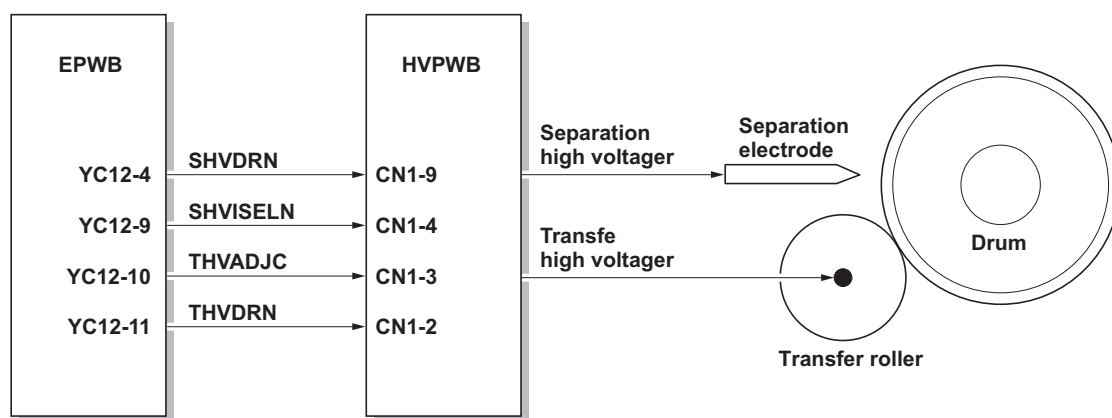 EPWB
HVPWB
YC12-4
SHVDRN
CN1-9
YC12-9
SHVISELN
CN1-4
YC12-10
THVADJC
CN1-3
YC12-11
THVDRN
CN1-2
Separation
high voltager
Separation
electrode
Transfe
high voltager
Drum
Transfer roller